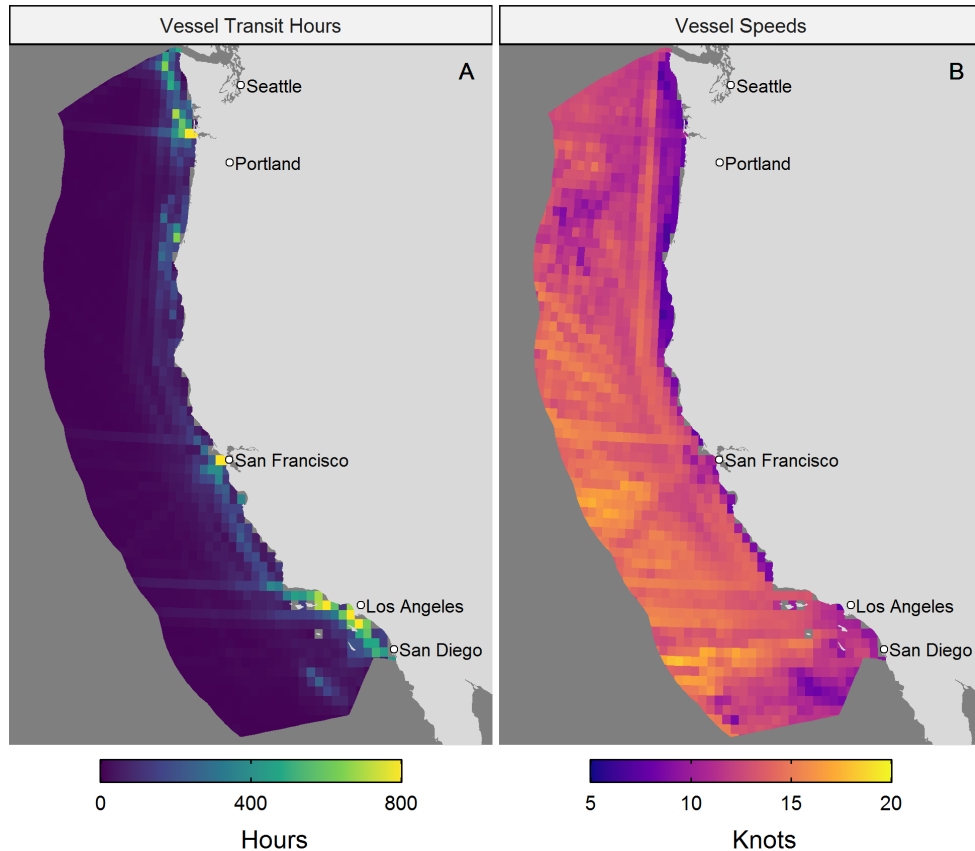 Vessel Transit Hours
A
Seattle
Portland
San Francisco
Los Angeles
San Diego
0 400 800
Hours
Vessel Speeds
B
Seattle
Portland
San Francisco
Los Angeles
San Diego
5 10 15 20
Knots